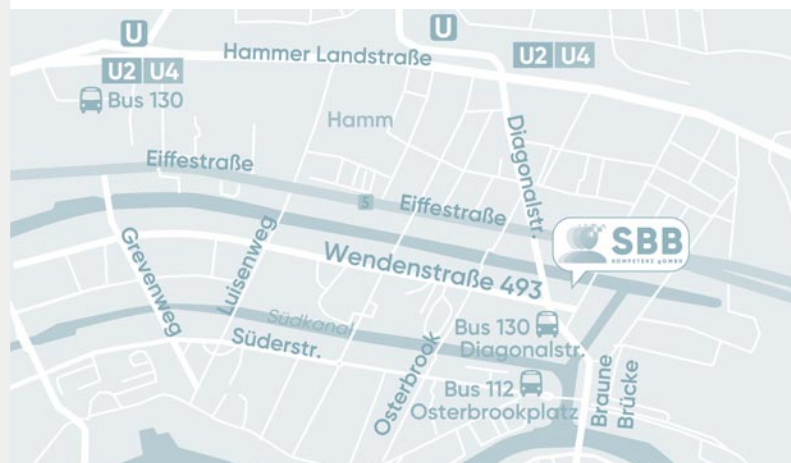 U
U
Hammer Landstraße
U2 U4
U2 U4
Bus 130
Hamm
Diagonalstr.
Eiffestraße
5
Eiffestraße
SBB
KOMPETENZ gGMBH
Grevenweg
Luisenweg
Wendenstraße 493
Südkanal
Süderstr.
Bus 130
Diagonalstr.
Osterbrook
Bus 112
Osterbrookplatz
Braune
Brücke